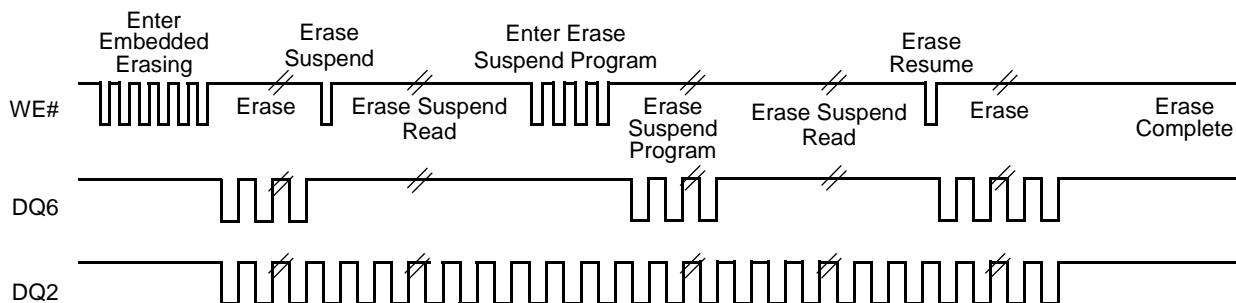 Enter
Embedded
Erasing
Erase
Suspend
Enter Erase
Suspend Program
Erase
Resume
WE#
Erase
Erase Suspend
Read
Erase
Suspend
Program
Erase Suspend
Read
Erase
Erase
Complete
DQ6
DQ2